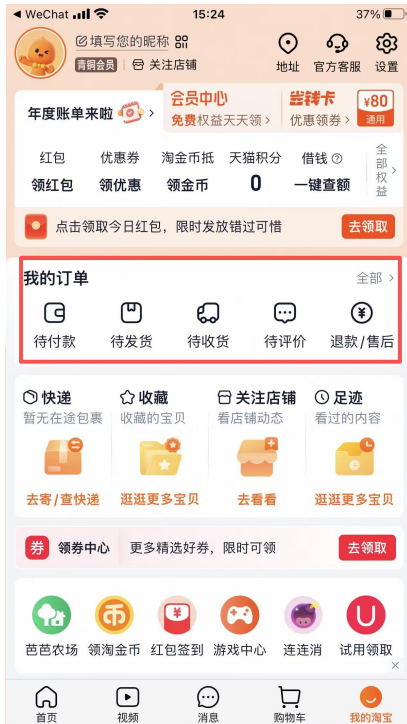 WeChat 15:24 37%
填写您的昵称
青铜会员 关注店铺
地址 官方客服 设置
年度账单来啦
会员中心
免费权益天天领
尝钱卡
优惠领券
¥80
通用
红包 优惠券 淘金币抵 天猫积分 借钱
领红包 领优惠 领金币 0 一键查额
全部权益
点击领取今日红包，限时发放错过可惜 去领取
我的订单 全部
待付款 待发货 待收货 待评价 退款/售后
快递 收藏 关注店铺 足迹
暂无在途包裹 收藏的宝贝 看店铺动态 看过的内容
去寄/查快递 逛逛更多宝贝 去看看 逛逛更多宝贝
券 领券中心 更多精选好券，限时可领 去领取
芭芭农场 领淘金币 红包签到 游戏中心 连连消 试用领取
首页 视频 消息 购物车 我的淘宝